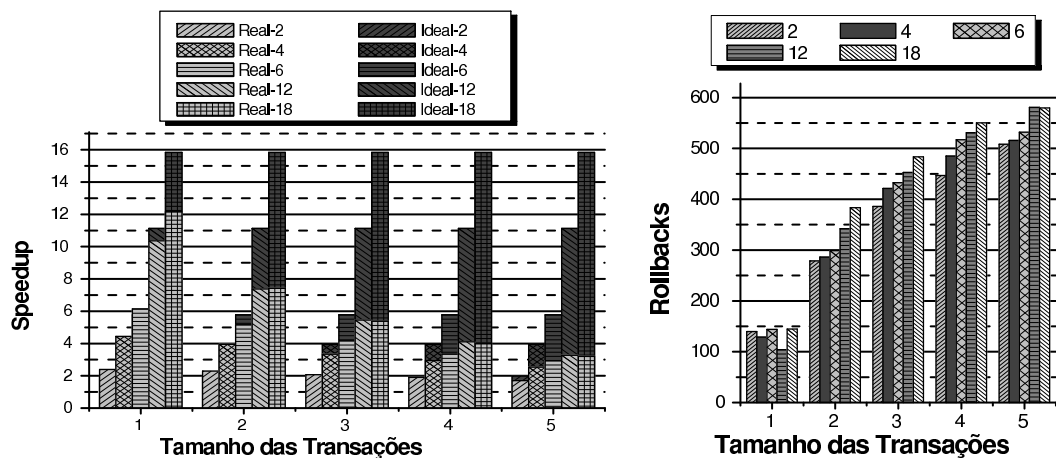 Real-2 Ideal-2
Real-4 Ideal-4
Real-6 Ideal-6
Real-12 Ideal-12
Real-18 Ideal-18
16
14
12
10
8
6
4
2
0
Speedup
1 2 3 4 5
Tamanho das Transações
2 4 6
12 18
600
500
400
300
200
100
0
Rollbacks
1 2 3 4 5
Tamanho das Transações